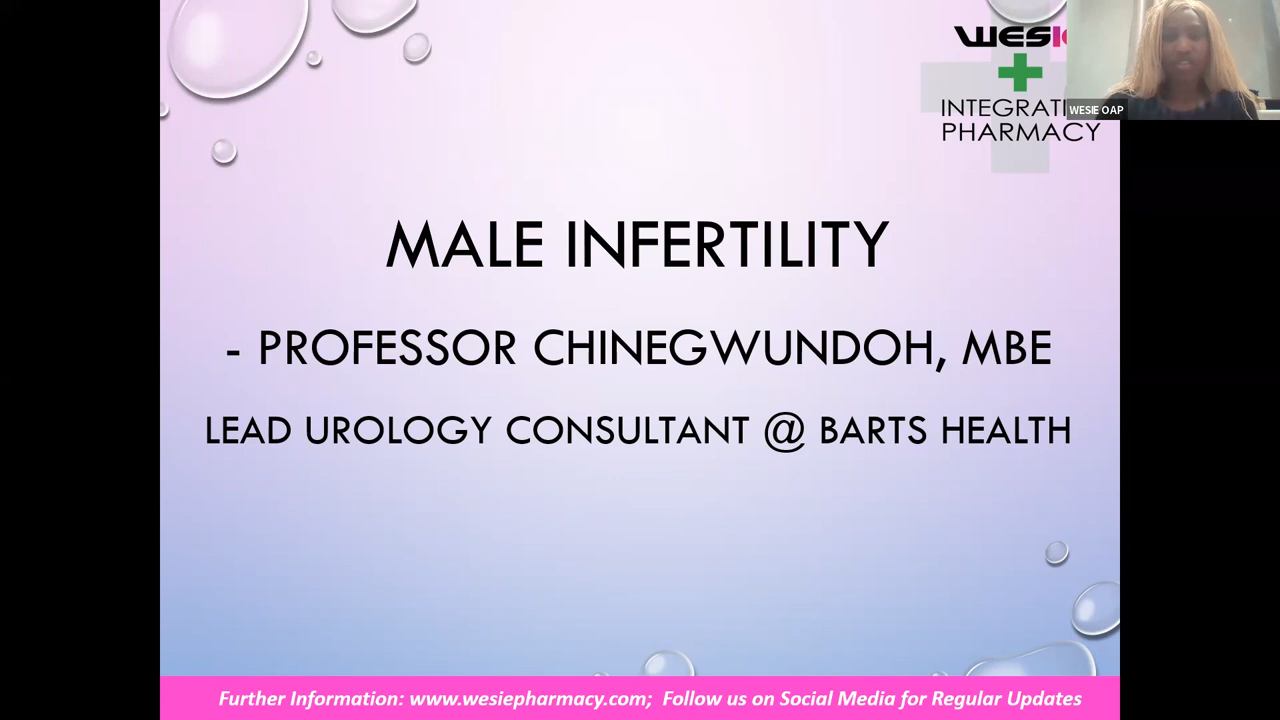 WESI
INTEGRATI
PHARMACY
WESIE OAP
MALE INFERTILITY
- PROFESSOR CHINEGWUNDOH, MBE
LEAD UROLOGY CONSULTANT @ BARTS HEALTH
Further Information: www.wesiepharmacy.com; Follow us on Social Media for Regular Updates